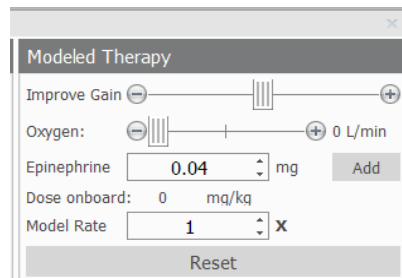 Modeled Therapy
Improve Gain
Oxygen: 0 L/min
Epinephrine 0.04 mg Add
Dose onboard: 0 mg/kg
Model Rate 1 X
Reset